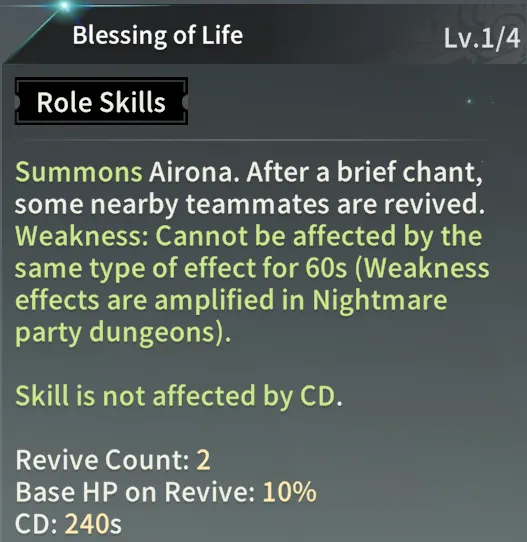 Blessing of Life
Lv.1/4
Role Skills
Summons Airona. After a brief chant,
some nearby teammates are revived.
Weakness: Cannot be affected by the
same type of effect for 60s (Weakness
effects are amplified in Nightmare
party dungeons).
Skill is not affected by CD.
Revive Count: 2
Base HP on Revive: 10%
CD: 240s